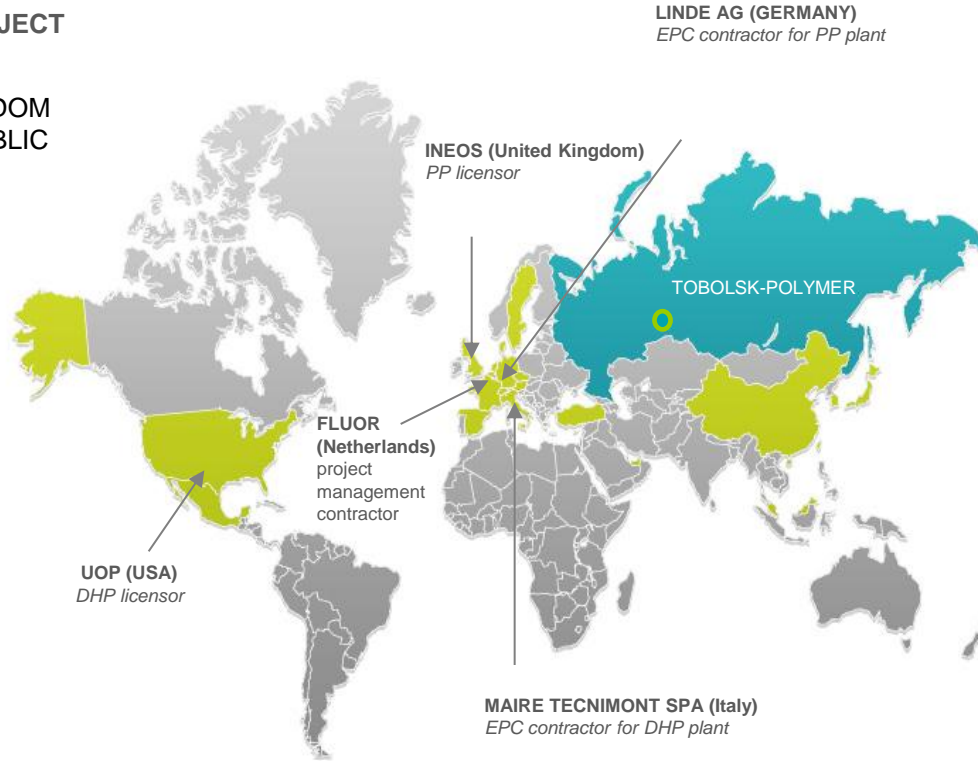 LINDE AG (GERMANY)
EPC contractor for PP plant
OJECT
DOM
BLIC
INEOS (United Kingdom)
PP licensor
TOBOLSK-POLYMER
FLUOR
(Netherlands)
project
management
contractor
UOP (USA)
DHP licensor
MAIRE TECNIMONT SPA (Italy)
EPC contractor for DHP plant